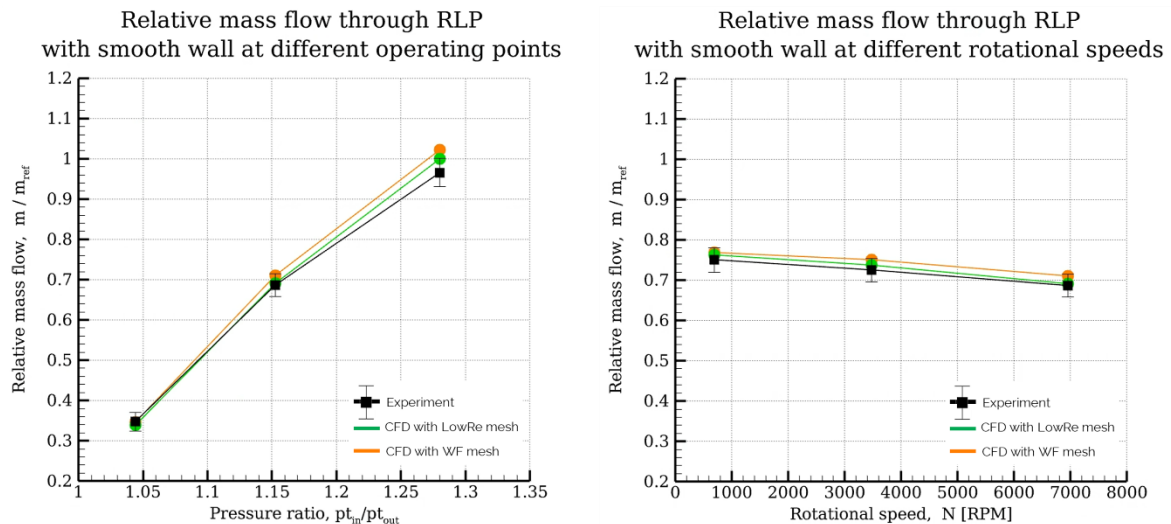 Relative mass flow through RLP
with smooth wall at different operating points
1.2
1.1
1
0.9
0.8
0.7
0.6
0.5
0.4
0.3
0.2
Relative mass flow, m / m_ref
Experiment
CFD with LowRe mesh
CFD with WF mesh
1
1.05
1.1
1.15
1.2
1.25
1.3
1.35
Pressure ratio, pt_in/pt_out
Relative mass flow through RLP
with smooth wall at different rotational speeds
1.2
1.1
1
0.9
0.8
0.7
0.6
0.5
0.4
0.3
0.2
Relative mass flow, m / m_ref
Experiment
CFD with LowRe mesh
CFD with WF mesh
0
1000
2000
3000
4000
5000
6000
7000
8000
Rotational speed, N [RPM]